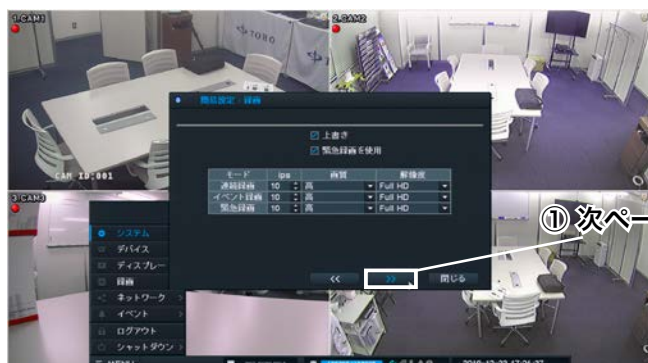 1.CAM1
2.CAM2
TOBO
CAM ID:001
簡易設定 - 録画
上書き
緊急録画を使用
モード ips 画質 解像度
連続録画 10 高 Full HD
イベント録画 10 高 Full HD
緊急録画 10 高 Full HD
3.CAM3
① 次ペー
システム
デバイス
ディスプレー
録画
ネットワーク
イベント
ログアウト
シャットダウン
<< >> 閉じる
MENU